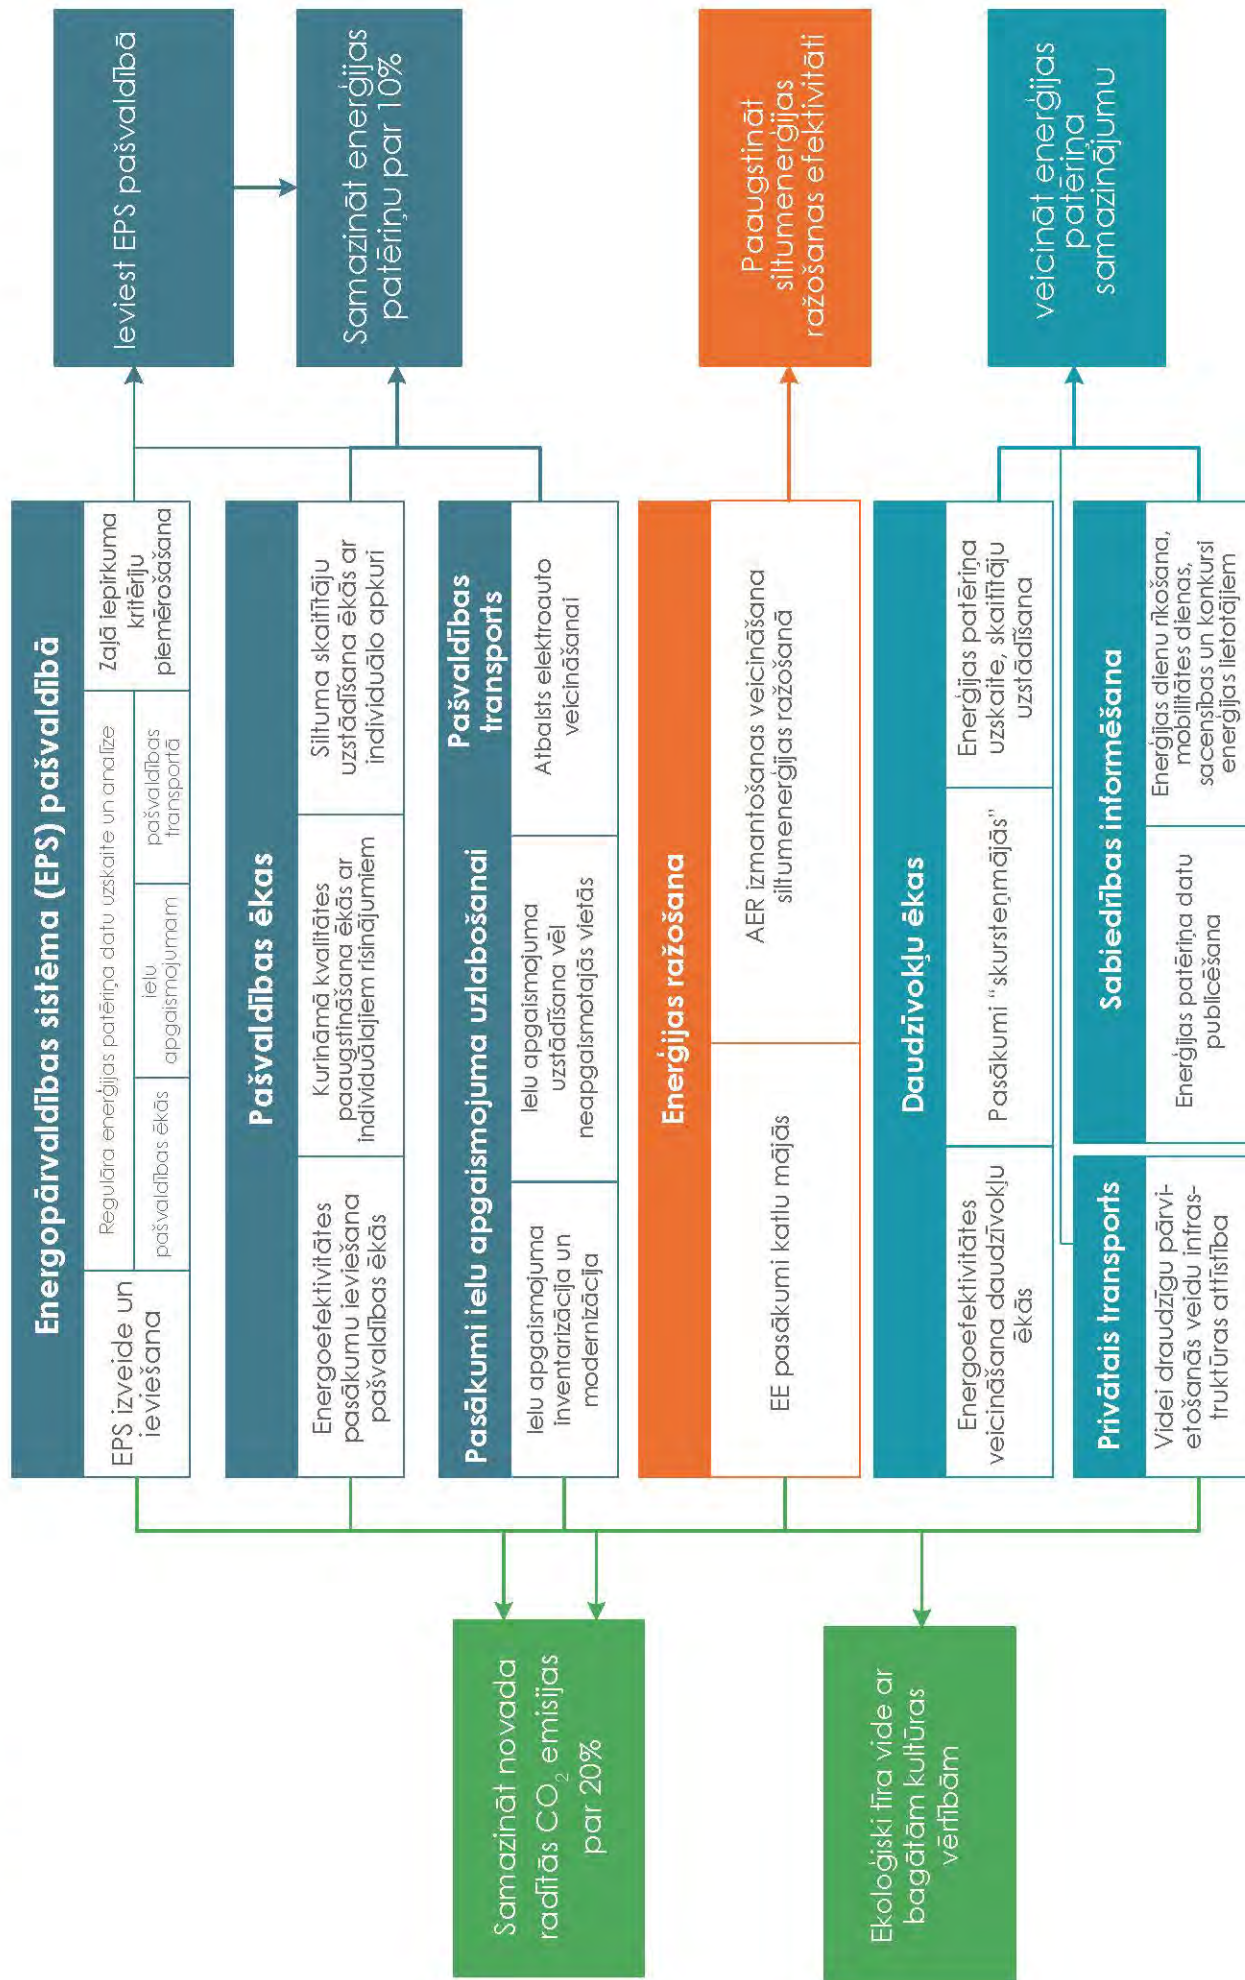 Samazināt novada
radītās CO₂ emisijas
par 20%
Ekoloģiski tīra vide ar
bagātām kultūras
vērtībām
Energopārvaldības sistēma (EPS) pašvaldībā
EPS izveide un
ieviešana
Regulāra enerģijas patēriņa datu uzskaite un analīze
pašvaldības ēkās
ielu
apgaismojumam
pašvaldības
transportā
Zaļā iepirkuma
kritēriju
piemērošašana
Pašvaldības ēkas
Energoefektivitātes
pasākumu ieviešana
pašvaldības ēkās
Kurināmā kvalitātes
paaugstināšana ēkās ar
individuālajiem risinājumiem
Siltuma skaitītāju
uzstādīšana ēkās ar
individuālo apkuri
Pasākumi ielu apgaismojuma uzlabošanai
Pašvaldības
transports
Ielu apgaismojuma
inventarizācija un
modernizācija
Ielu apgaismojuma
uzstādīšana vēl
neapgaismotajās vietās
Atbalsts elektroauto
veicināšanai
Enerģijas ražošana
EE pasākumi katlu mājās
AER izmantošanas veicināšana
siltumenerģijas ražošanā
Daudzīvokļu ēkas
Energoefektivitātes
veicināšana daudzīvokļu
ēkās
Pasākumi “skursteņmājās”
Enerģijas patēriņa
uzskaite, skaitītāju
uzstādīšana
Privātais transports
Videi draudzīgu pārvi-
etošanās veidu infras-
truktūras attīstība
Sabiedrības informēšana
Enerģijas patēriņa datu
publicēšana
Enerģijas dienu rīkošana,
mobilitātes dienas,
sacensības un konkursi
enerģijas lietotājiem
Ieviest EPS pašvaldībā
Samazināt enerģijas
patēriņu par 10%
Paaugstināt
siltumenerģijas
ražošanas efektivitāti
veicināt enerģijas
patēriņa
samazinājumu